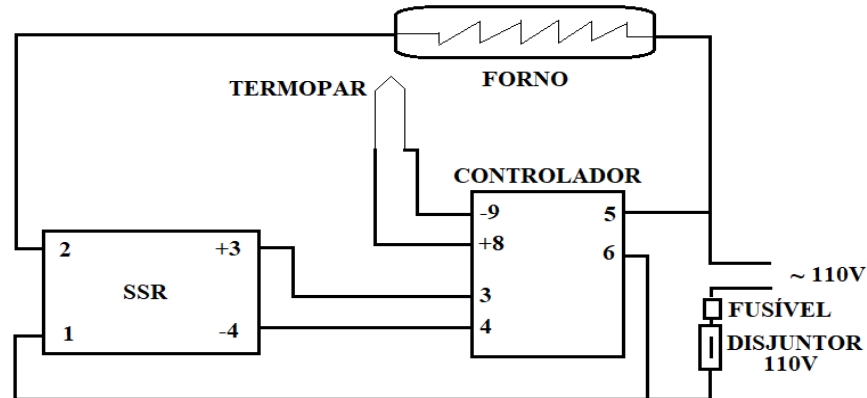 FORNO
TERMOPAR
CONTROLADOR
-9
+8
3
4
5
6
2
1
SSR
+3
-4
~ 110V
FUSÍVEL
DISJUNTOR
110V